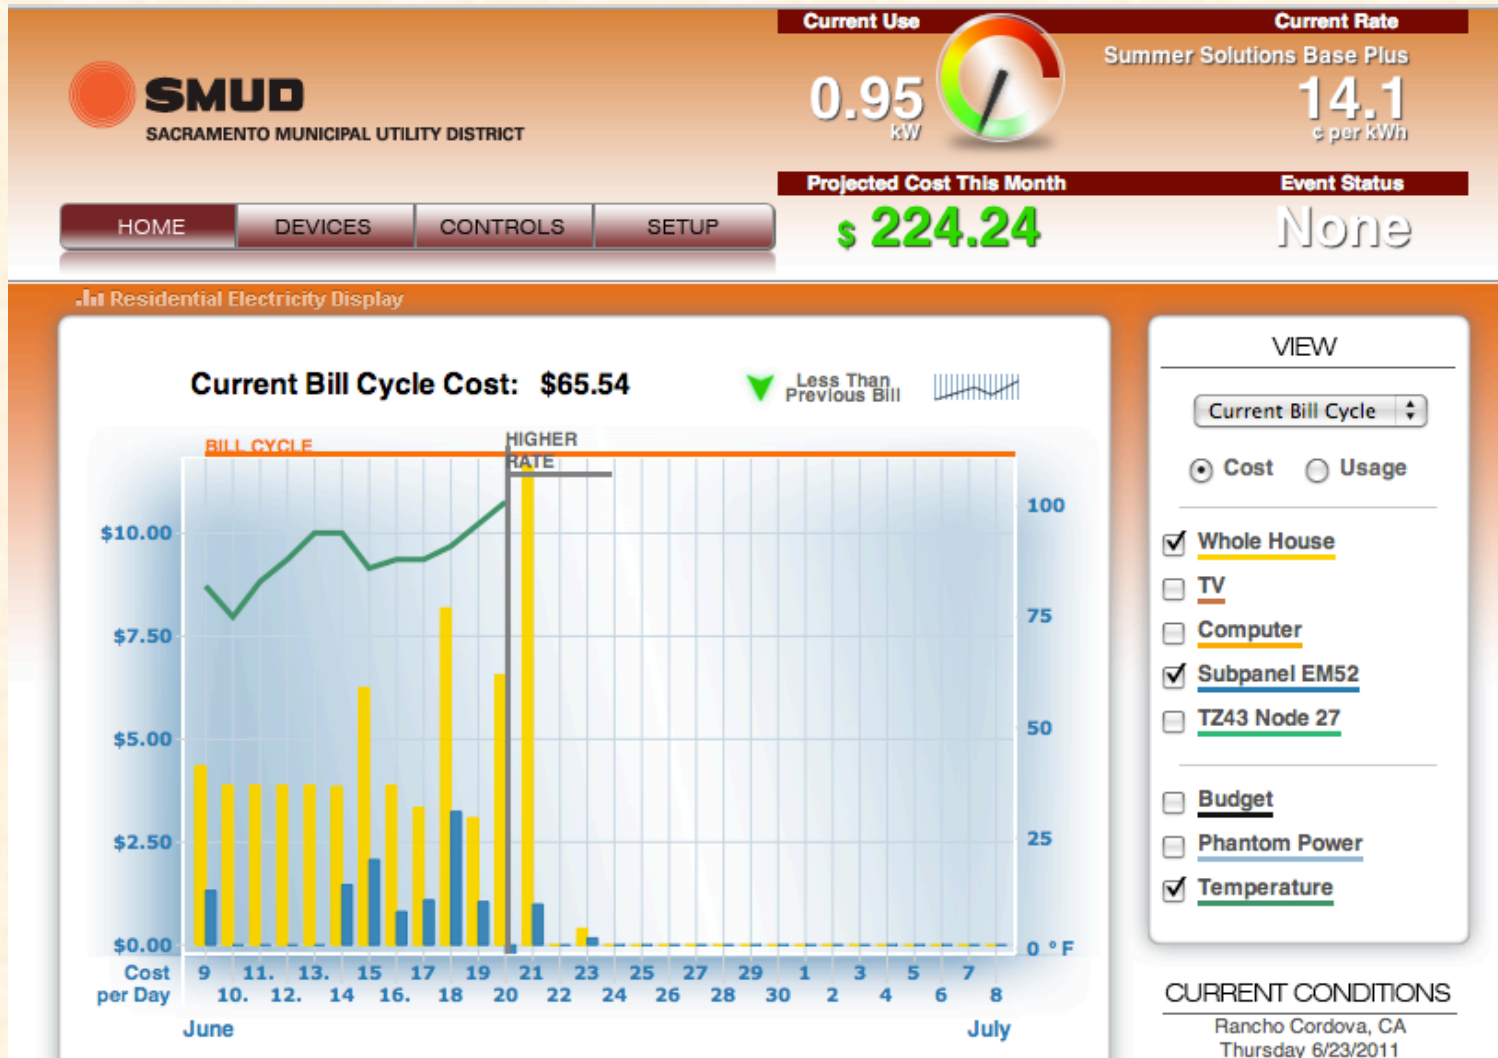 Current Use
Current Rate
SMUD
SACRAMENTO MUNICIPAL UTILITY DISTRICT
0.95
kW
Summer Solutions Base Plus
14.1
¢ per kWh
Projected Cost This Month
Event Status
$ 224.24
None
HOME DEVICES CONTROLS SETUP
Residential Electricity Display
Current Bill Cycle Cost: $65.54
Less Than
Previous Bill
BILL CYCLE
HIGHER
RATE
$10.00
$7.50
$5.00
$2.50
$0.00
100
75
50
25
0 °F
Cost
per Day
9 11. 13. 15 17 19 21 23 25 27 29 1 3 5 7
10. 12. 14 16. 18 20 22 24 26 28 30 2 4 6 8
June July
VIEW
Current Bill Cycle
Cost Usage
Whole House
TV
Computer
Subpanel EM52
TZ43 Node 27
Budget
Phantom Power
Temperature
CURRENT CONDITIONS
Rancho Cordova, CA
Thursday 6/23/2011